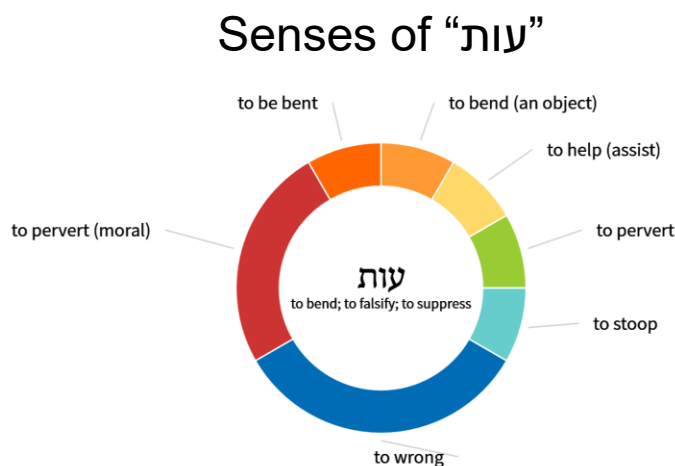 Senses of “עות”
to be bent
to bend (an object)
to help (assist)
to pervert (moral)
to pervert
עות
to bend; to falsify; to suppress
to stoop
to wrong